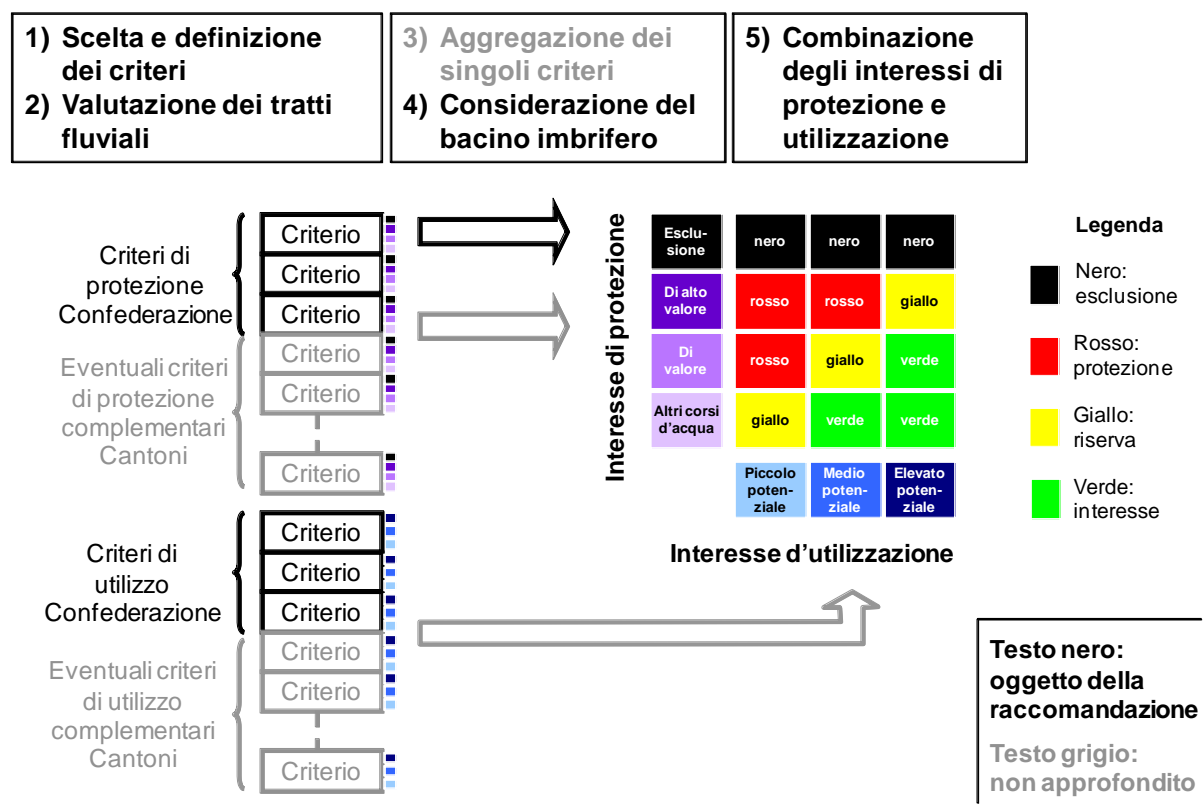 1) Scelta e definizione
dei criteri
2) Valutazione dei tratti
fluviali
3) Aggregazione dei
singoli criteri
4) Considerazione del
bacino imbrifero
5) Combinazione
degli interessi di
protezione e
utilizzazione
Criteri di
protezione
Confederazione
Criterio
Criterio
Criterio
Eventuali criteri
di protezione
complementari
Cantoni
Criterio
Criterio
Criterio
Criteri di
utilizzo
Confederazione
Criterio
Criterio
Criterio
Eventuali criteri
di utilizzo
complementari
Cantoni
Criterio
Criterio
Criterio
Interesse di protezione
Esclu-
sione
nero
nero
nero
Di alto
valore
rosso
rosso
giallo
Di
valore
rosso
giallo
verde
Altri corsi
d'acqua
giallo
verde
verde
Piccolo
poten-
ziale
Medio
poten-
ziale
Elevato
poten-
ziale
Interesse d'utilizzazione
Legenda
Nero:
esclusione
Rosso:
protezione
Giallo:
riserva
Verde:
interesse
Testo nero:
oggetto della
raccomandazione
Testo grigio:
non approfondito